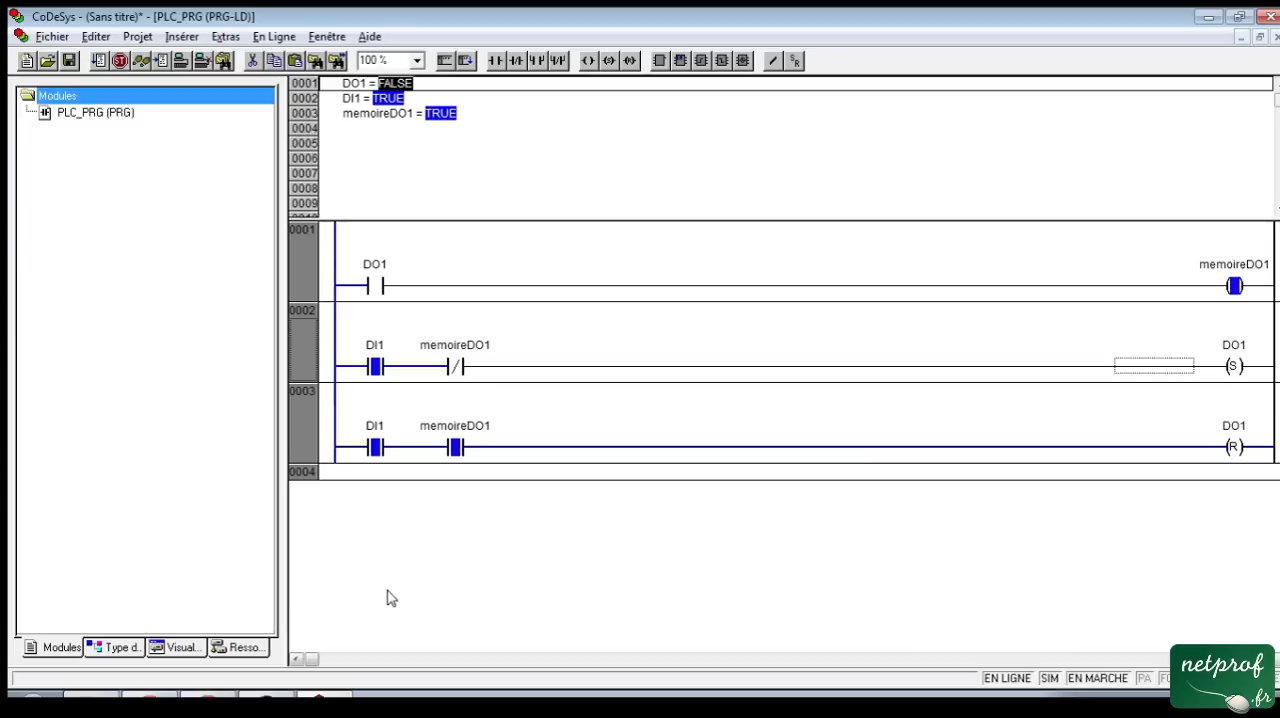 CoDeSys - (Sans titre)* - [PLC_PRG (PRG-LD)]
Fichier Editer Projet Insérer Extras En Ligne Fenêtre Aide
100 %
Modules
PLC_PRG (PRG)
0001 DO1 = FALSE
0002 DI1 = TRUE
0003 memoireDO1 = TRUE
0004
0005
0006
0007
0008
0009
0001
DO1 memoireDO1
0002
DI1 memoireDO1 DO1
S
0003
DI1 memoireDO1 DO1
R
0004
Modules Type d... Visual... Resso...
EN LIGNE SIM EN MARCHE PA
netprof
.fr